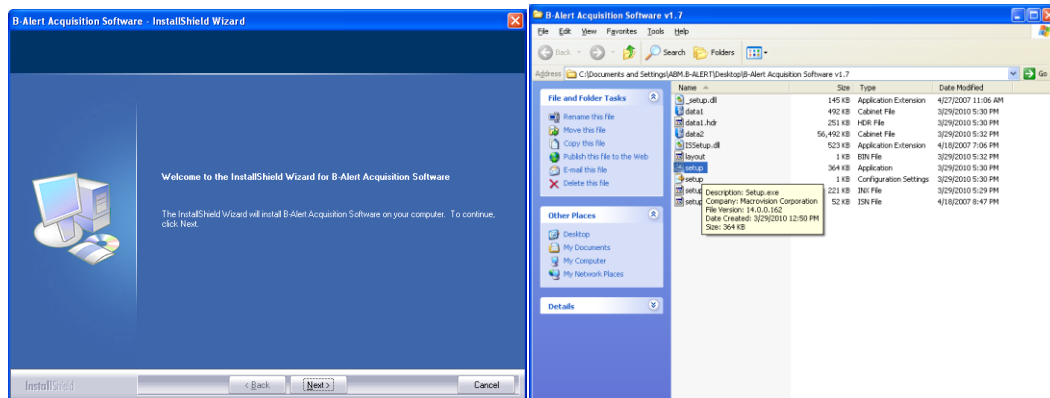 B-Alert Acquisition Software - InstallShield Wizard
Welcome to the InstallShield Wizard for B-Alert Acquisition Software
The InstallShield Wizard will install B-Alert Acquisition Software on your computer. To continue,
click Next.
InstallShield
< Back
Next >
Cancel
B-Alert Acquisition Software v1.7
File Edit View Favorites Tools Help
Back Search Folders
Address C:\Documents and Settings\ABM.B-ALERT\Desktop\B-Alert Acquisition Software v1.7 Go
File and Folder Tasks
Rename this file
Move this file
Copy this file
Publish this file to the Web
E-mail this file
Delete this file
Other Places
Desktop
My Documents
My Computer
My Network Places
Details
Name Size Type Date Modified
_setup.dll 145 KB Application Extension 4/27/2007 11:06 AM
data1 492 KB Cabinet File 3/29/2010 5:30 PM
data1.hdr 251 KB HDR File 3/29/2010 5:30 PM
data2 56,492 KB Cabinet File 3/29/2010 5:32 PM
ISSetup.dll 523 KB Application Extension 4/18/2007 7:06 PM
layout 1 KB BIN File 3/29/2010 5:32 PM
setup 364 KB Application 3/29/2010 5:30 PM
setup 1 KB Configuration Settings 3/29/2010 5:30 PM
setup 221 KB INX File 3/29/2010 5:29 PM
setup 52 KB ISN File 4/18/2007 8:47 PM
Description: Setup.exe
Company: Macrovision Corporation
File Version: 14.0.0.162
Date Created: 3/29/2010 12:50 PM
Size: 364 KB